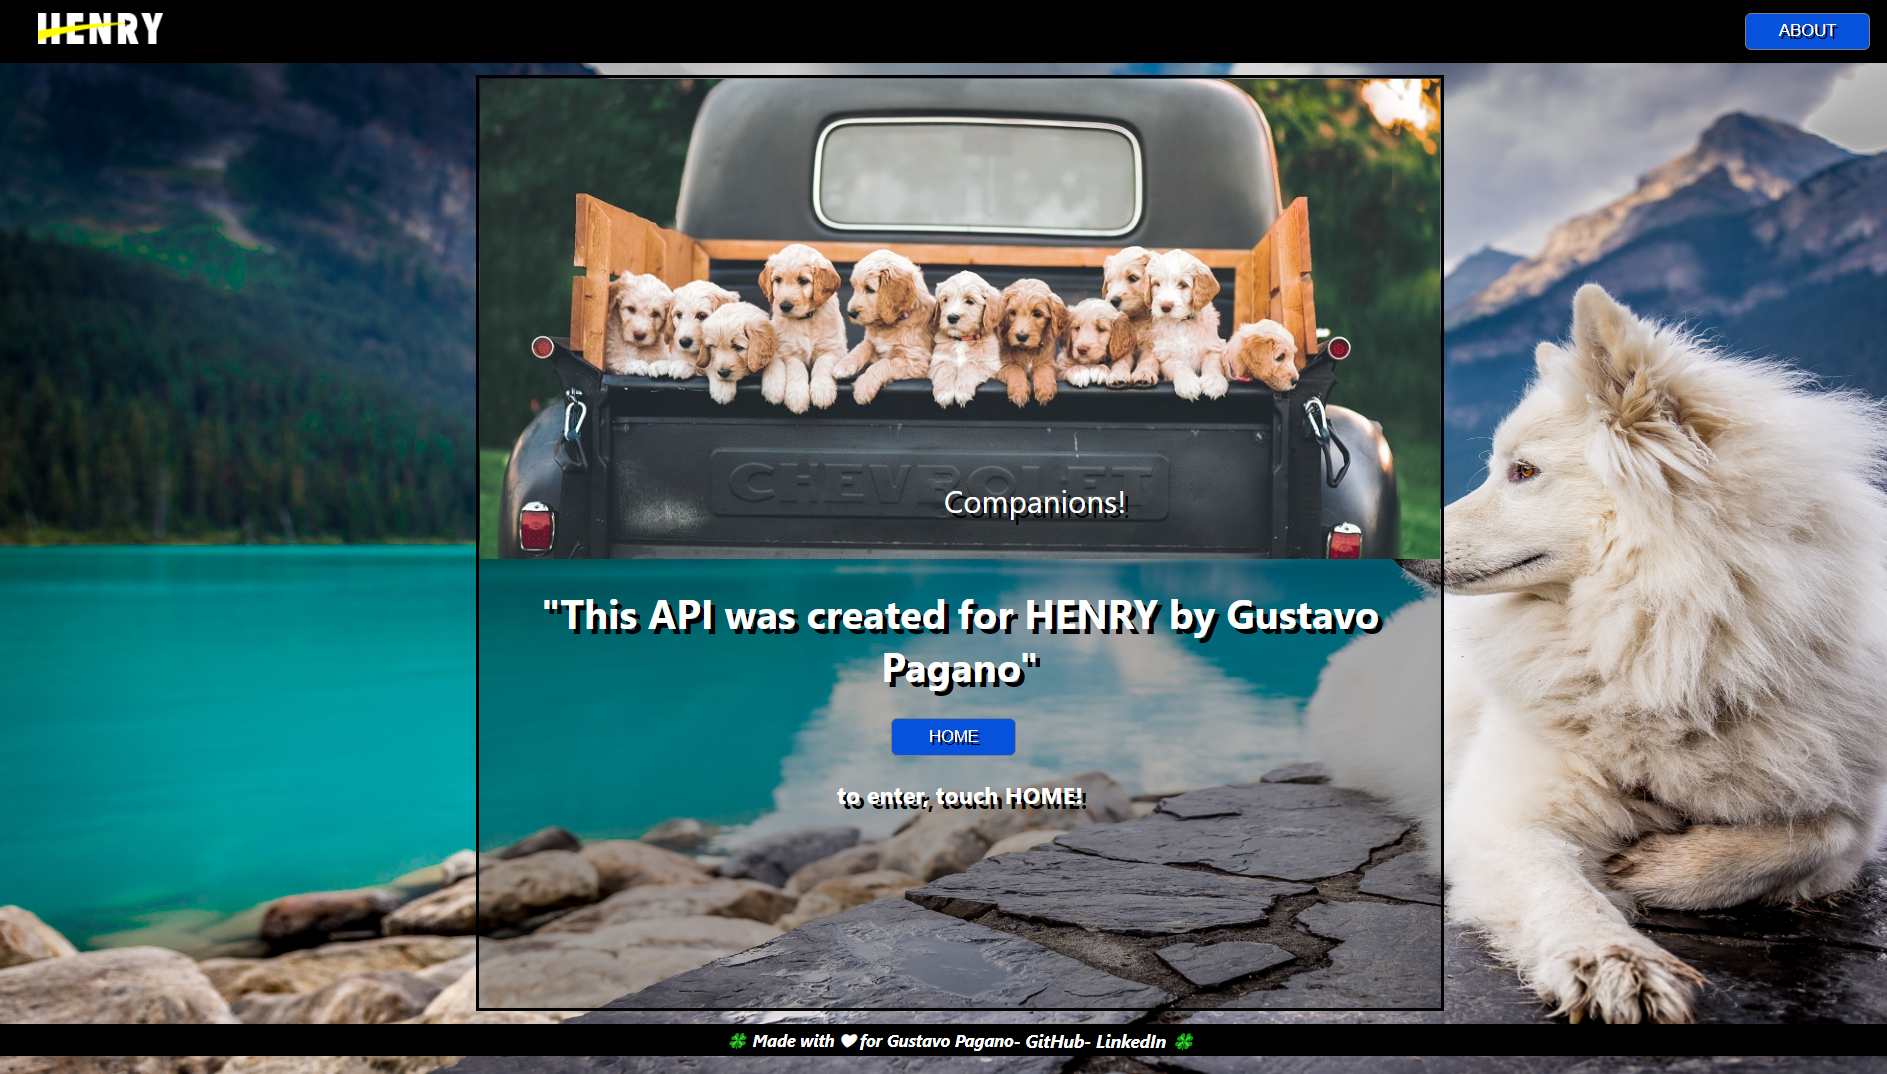 HENRY
ABOUT
CHEVROLET
Companions!
"This API was created for HENRY by Gustavo
Pagano"
HOME
to enter, touch HOME!
🍀 Made with 🤍 for Gustavo Pagano- GitHub- LinkedIn 🍀